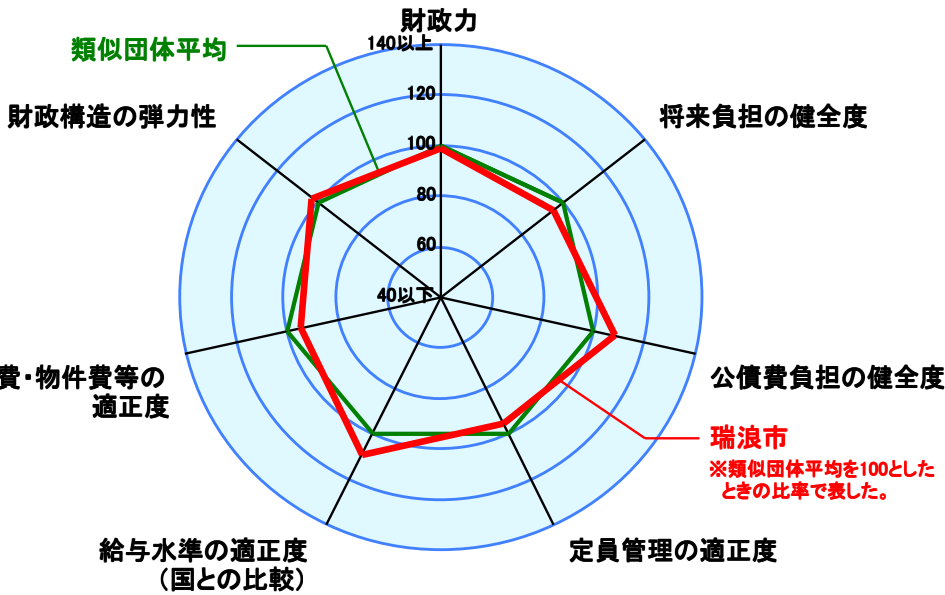 財政力
140以上
類似団体平均
120
財政構造の弾力性
将来負担の健全度
100
80
60
40以下
費・物件費等の
適正度
公債費負担の健全度
瑞浪市
※類似団体平均を100とした
ときの比率で表した。
給与水準の適正度
（国との比較）
定員管理の適正度